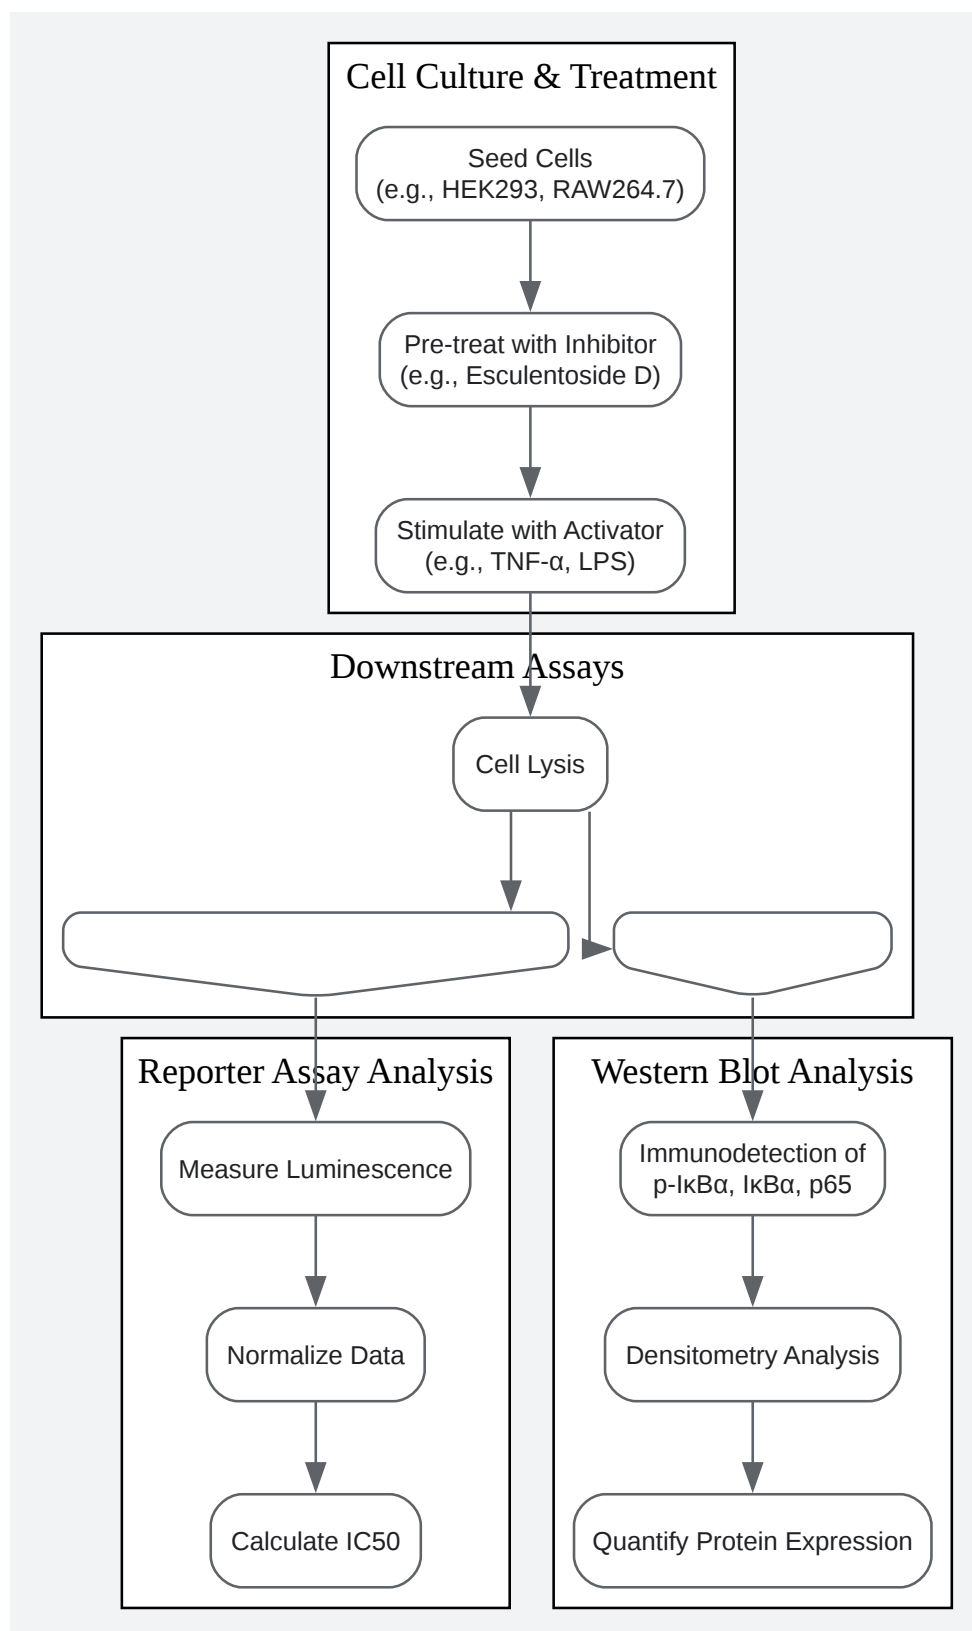 Cell Culture & Treatment
Seed Cells
(e.g., HEK293, RAW264.7)
Pre-treat with Inhibitor
(e.g., Esculentoside D)
Stimulate with Activator
(e.g., TNF-α, LPS)
Downstream Assays
Cell Lysis
Reporter Assay Analysis
Measure Luminescence
Normalize Data
Calculate IC50
Western Blot Analysis
Immunodetection of
p-IκBα, IκBα, p65
Densitometry Analysis
Quantify Protein Expression